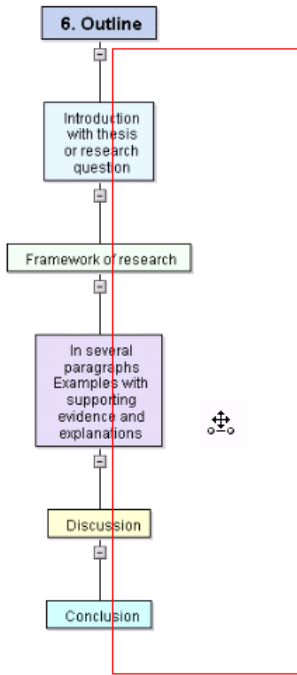 6. Outline
Introduction
with thesis
or research
question
Framework of research
In several
paragraphs
Examples with
supporting
evidence and
explanations
Discussion
Conclusion